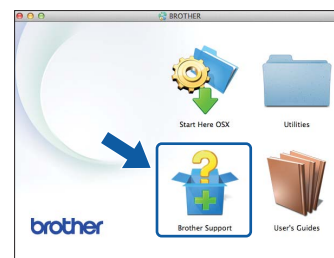 BROTHER
Start Here OSX
Utilities
Brother Support
User's Guides
brother